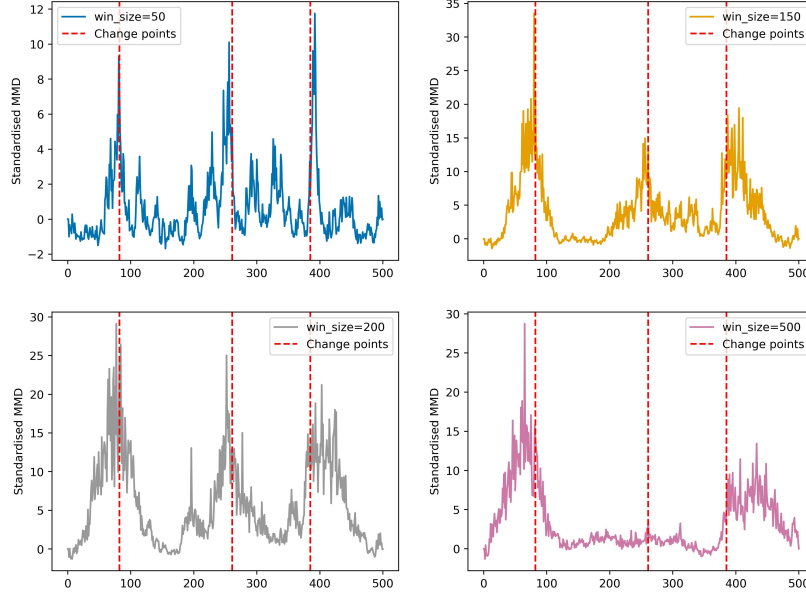 12
10
8
6
4
2
0
−2
Standardised MMD
win_size=50
Change points
0 100 200 300 400 500
35
30
25
20
15
10
5
0
Standardised MMD
win_size=150
Change points
0 100 200 300 400 500
30
25
20
15
10
5
0
Standardised MMD
win_size=200
Change points
0 100 200 300 400 500
30
25
20
15
10
5
0
Standardised MMD
win_size=500
Change points
0 100 200 300 400 500